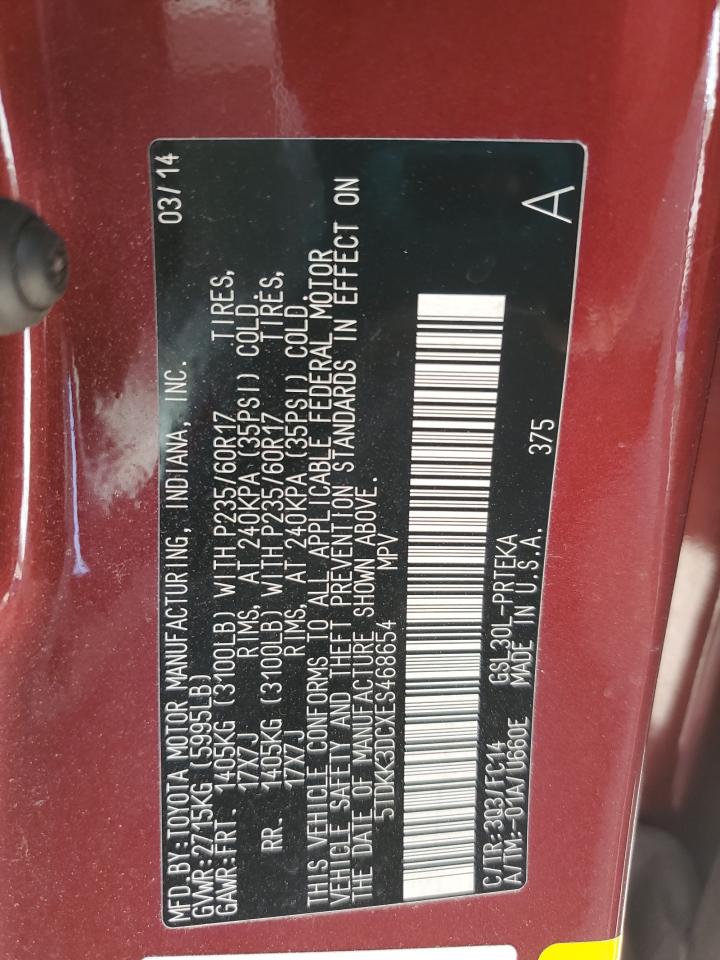 MFD.BY:TOYOTA MOTOR MANUFACTURING, INDIANA, INC. 03/14
GVWR:2715KG (5995LB)
GAWR:FRT. 1405KG (3100LB) WITH P235/60R17 TIRES,
17X7J RIMS, AT 240KPA (35PSI) COLD.
RR. 1405KG (3100LB) WITH P235/60R17 TIRES,
17X7J RIMS, AT 240KPA (35PSI) COLD.
THIS VEHICLE CONFORMS TO ALL APPLICABLE FEDERAL MOTOR
VEHICLE SAFETY AND THEFT PREVENTION STANDARDS IN EFFECT ON
THE DATE OF MANUFACTURE SHOWN ABOVE.
5TDKK3DCXES468654 MPV
C/TR:3Q3/FC14 GSL30L-PRTEKA 375
A/TM:-01A/U660E MADE IN U.S.A. A